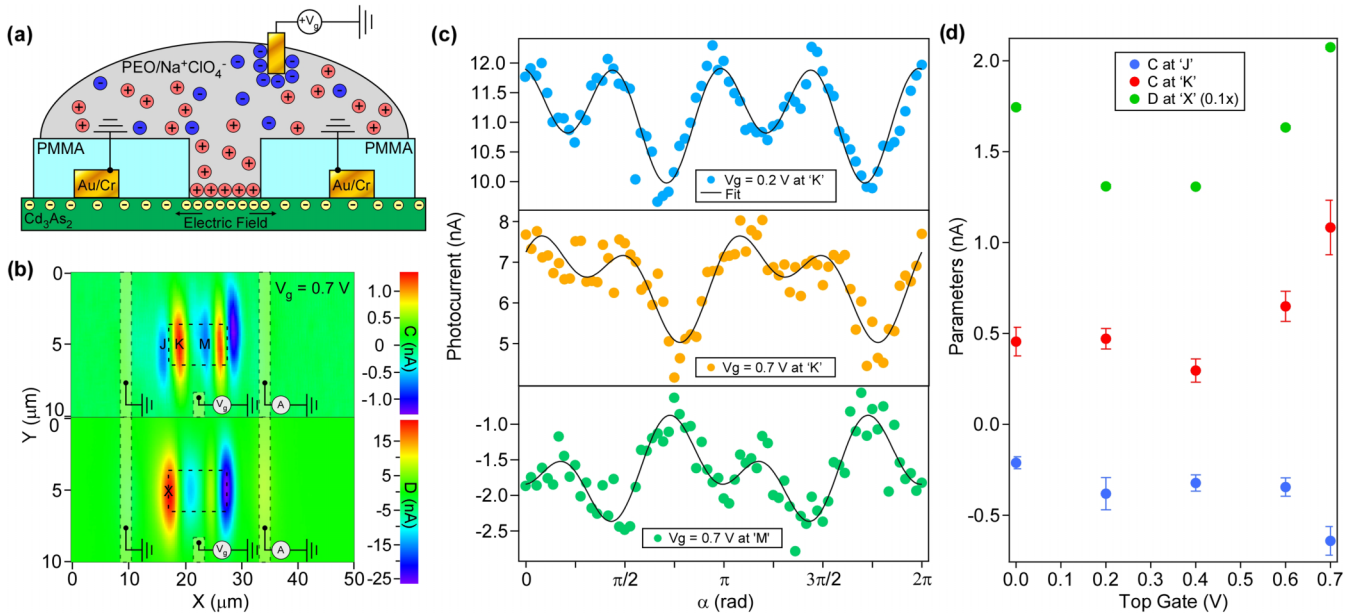 (a)
+Vg
PEO/Na+ClO4-
PMMA
PMMA
Au/Cr
Au/Cr
Cd3As2
Electric Field
(b)
0
5
10
0
5
10
Y (μm)
Vg = 0.7 V
J
K
M
Vg
A
X
Vg
A
1.0
0.5
0
-0.5
-1.0
C (nA)
15
5
-5
-15
-25
D (nA)
0
10
20
30
40
50
X (μm)
(c)
12.0
11.5
11.0
10.5
10.0
Vg = 0.2 V at 'K'
Fit
8
7
6
5
Vg = 0.7 V at 'K'
-1.0
-1.5
-2.0
-2.5
Vg = 0.7 V at 'M'
Photocurrent (nA)
0
π/2
π
3π/2
2π
α (rad)
(d)
C at 'J'
C at 'K'
D at 'X' (0.1x)
2.0
1.5
1.0
0.5
0.0
-0.5
Parameters (nA)
0.0
0.1
0.2
0.3
0.4
0.5
0.6
0.7
Top Gate (V)